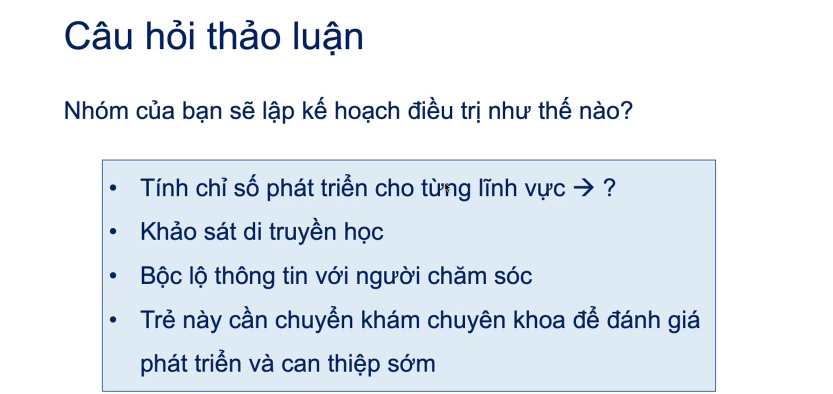 Câu hỏi thảo luận
Nhóm của bạn sẽ lập kế hoạch điều trị như thế nào?
• Tính chỉ số phát triển cho từng lĩnh vực → ?
• Khảo sát di truyền học
• Bộc lộ thông tin với người chăm sóc
• Trẻ này cần chuyển khám chuyên khoa để đánh giá
phát triển và can thiệp sớm